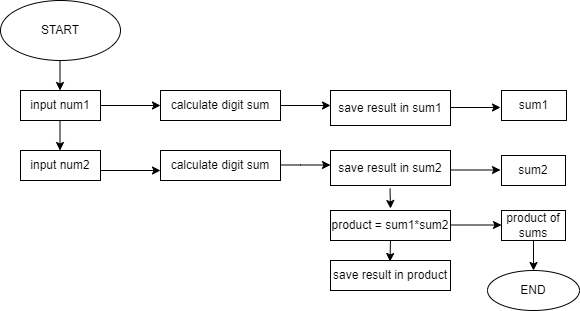 START
input num1
calculate digit sum
save result in sum1
sum1
input num2
calculate digit sum
save result in sum2
sum2
product = sum1*sum2
product of
sums
save result in product
END